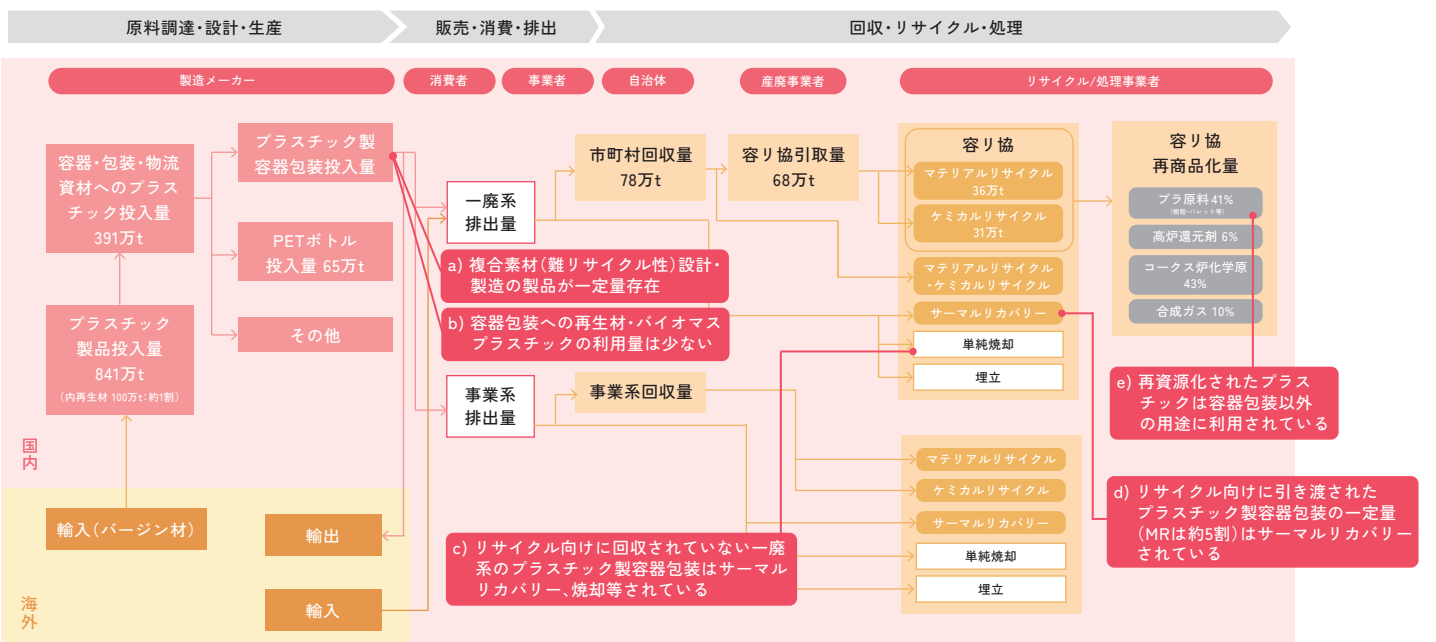 原料調達・設計・生産
販売・消費・排出
回収・リサイクル・処理
製造メーカー
消費者
事業者
自治体
産廃事業者
リサイクル/処理事業者
容器・包装・物流
資材へのプラス
チック投入量
391万t
プラスチック
製品投入量
841万t
(内再生材 100万t:約1割)
プラスチック製
容器包装投入量
PETボトル
投入量 65万t
その他
一廃系
排出量
事業系
排出量
市町村回収量
78万t
容リ協引取量
68万t
事業系回収量
容リ協
マテリアルリサイクル
36万t
ケミカルリサイクル
31万t
マテリアルリサイクル
・ケミカルリサイクル
サーマルリカバリー
単純焼却
埋立
容リ協
再商品化量
プラ原料 41%
(樹脂・パレット等)
高炉還元剤 6%
コークス炉化学原
43%
合成ガス 10%
マテリアルリサイクル
ケミカルリサイクル
サーマルリカバリー
単純焼却
埋立
a) 複合素材(難リサイクル性)設計・
製造の製品が一定量存在
b) 容器包装への再生材・バイオマス
プラスチックの利用量は少ない
c) リサイクル向けに回収されていない一廃
系のプラスチック製容器包装はサーマル
リカバリー、焼却等されている
d) リサイクル向けに引き渡された
プラスチック製容器包装の一定量
(MRは約5割)はサーマルリカバリー
されている
e) 再資源化されたプラス
チックは容器包装以外
の用途に利用されている
国内
海外
輸入(バージン材)
輸出
輸入